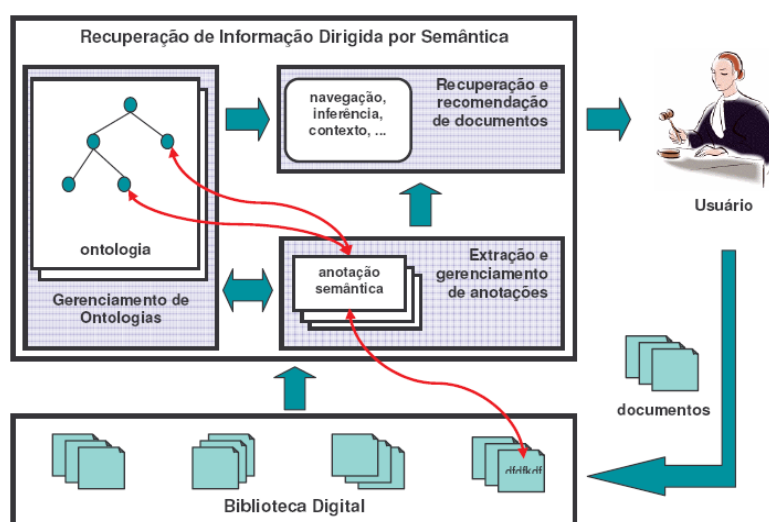 Recuperação de Informação Dirigida por Semântica
ontologia
Gerenciamento de
Ontologias
navegação,
inferência,
contexto, ...
Recuperação e
recomendação
de documentos
anotação
semântica
Extração e
gerenciamento
de anotações
Usuário
documentos
dfdfkdf
Biblioteca Digital